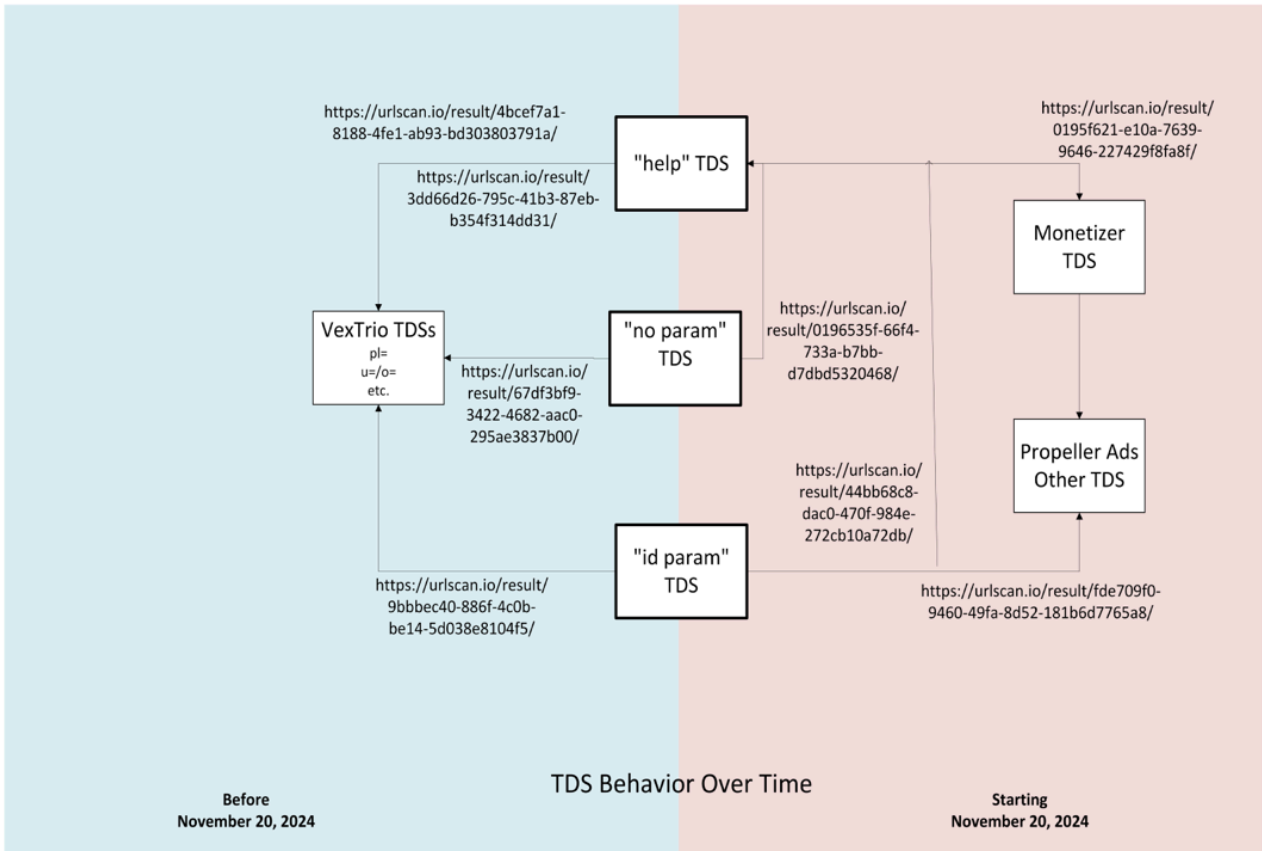 https://urlscan.io/result/4bcef7a1-
8188-4fe1-ab93-bd303803791a/
https://urlscan.io/result/
3dd66d26-795c-41b3-87eb-
b354f314dd31/
"help" TDS
https://urlscan.io/result/
0195f621-e10a-7639-
9646-227429f8fa8f/
Monetizer
TDS
VexTrio TDSs
pl=
u=/o=
etc.
https://urlscan.io/
result/67df3bf9-
3422-4682-aac0-
295ae3837b00/
"no param"
TDS
https://urlscan.io/
result/0196535f-66f4-
733a-b7bb-
d7dbd5320468/
Propeller Ads
Other TDS
https://urlscan.io/
result/44bb68c8-
dac0-470f-984e-
272cb10a72db/
"id param"
TDS
https://urlscan.io/result/
9bbbec40-886f-4c0b-
be14-5d038e8104f5/
https://urlscan.io/result/fde709f0-
9460-49fa-8d52-181b6d7765a8/
TDS Behavior Over Time
Before
November 20, 2024
Starting
November 20, 2024